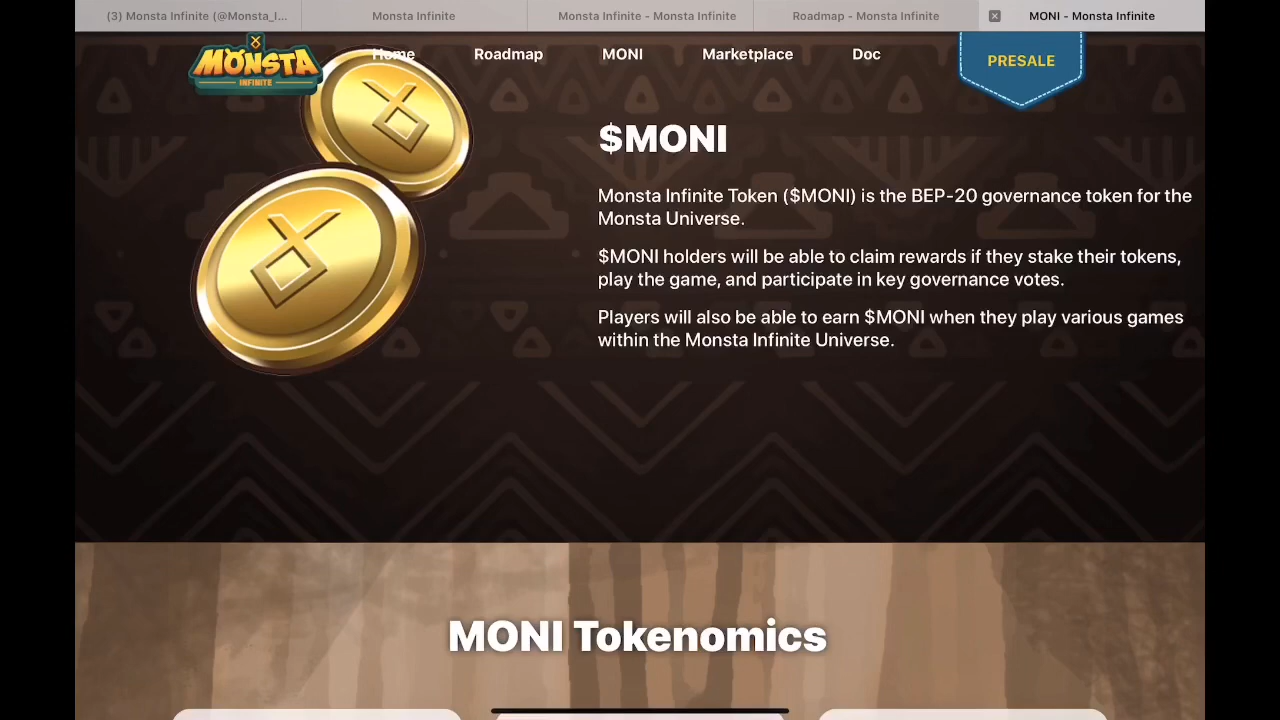 (3) Monsta Infinite (@Monsta_I...
Monsta Infinite
Monsta Infinite - Monsta Infinite
Roadmap - Monsta Infinite
MONI - Monsta Infinite
MONSTA
INFINITE
Home
Roadmap
MONI
Marketplace
Doc
PRESALE
$MONI
Monsta Infinite Token ($MONI) is the BEP-20 governance token for the
Monsta Universe.
$MONI holders will be able to claim rewards if they stake their tokens,
play the game, and participate in key governance votes.
Players will also be able to earn $MONI when they play various games
within the Monsta Infinite Universe.
MONI Tokenomics